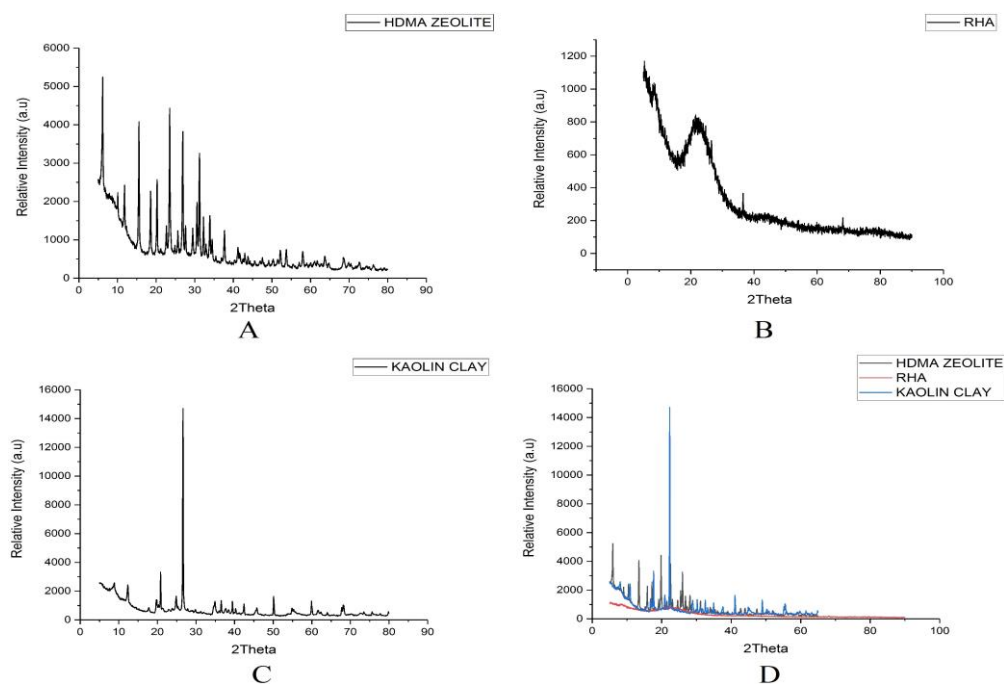 HDMA ZEOLITE
6000
5000
4000
3000
2000
1000
0
Relative Intensity (a.u)
0 10 20 30 40 50 60 70 80 90
2Theta
A
RHA
1200
1000
800
600
400
200
0
Relative Intensity (a.u)
0 20 40 60 80 100
2Theta
B
KAOLIN CLAY
16000
14000
12000
10000
8000
6000
4000
2000
0
Relative Intensity (a.u)
0 10 20 30 40 50 60 70 80 90
2Theta
C
HDMA ZEOLITE
RHA
KAOLIN CLAY
16000
14000
12000
10000
8000
6000
4000
2000
0
Relative Intensity (a.u)
0 20 40 60 80 100
2Theta
D